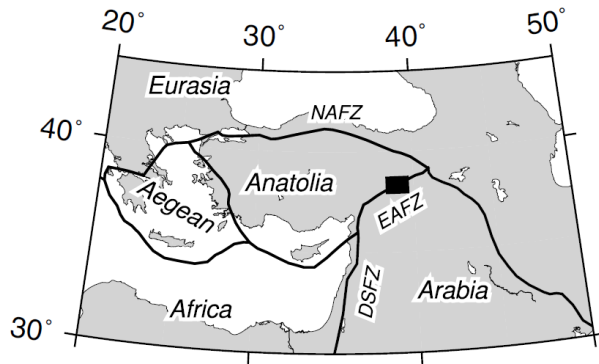 20° 30° 40° 50°
Eurasia
NAFZ
40°
Anatolia
Aegean
EAFZ
DSFZ
Arabia
Africa
30°